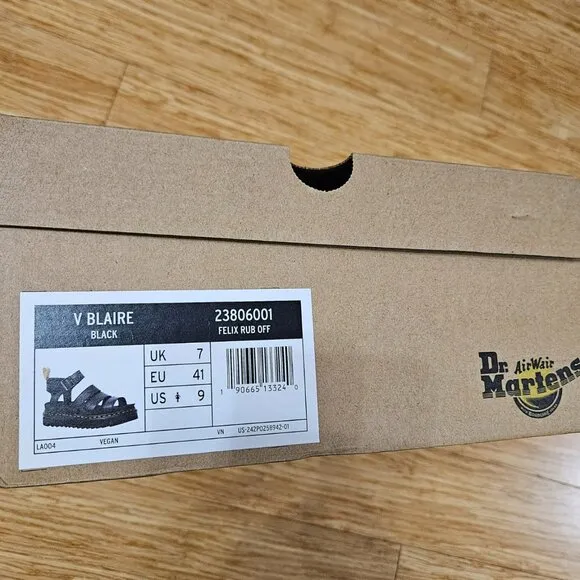 V BLAIRE
BLACK
23806001
FELIX RUB OFF
UK 7
EU 41
US 9
1 90665 13324 0
LA004 VEGAN VN US-242PO258942-01
Dr. AirWair
Martens